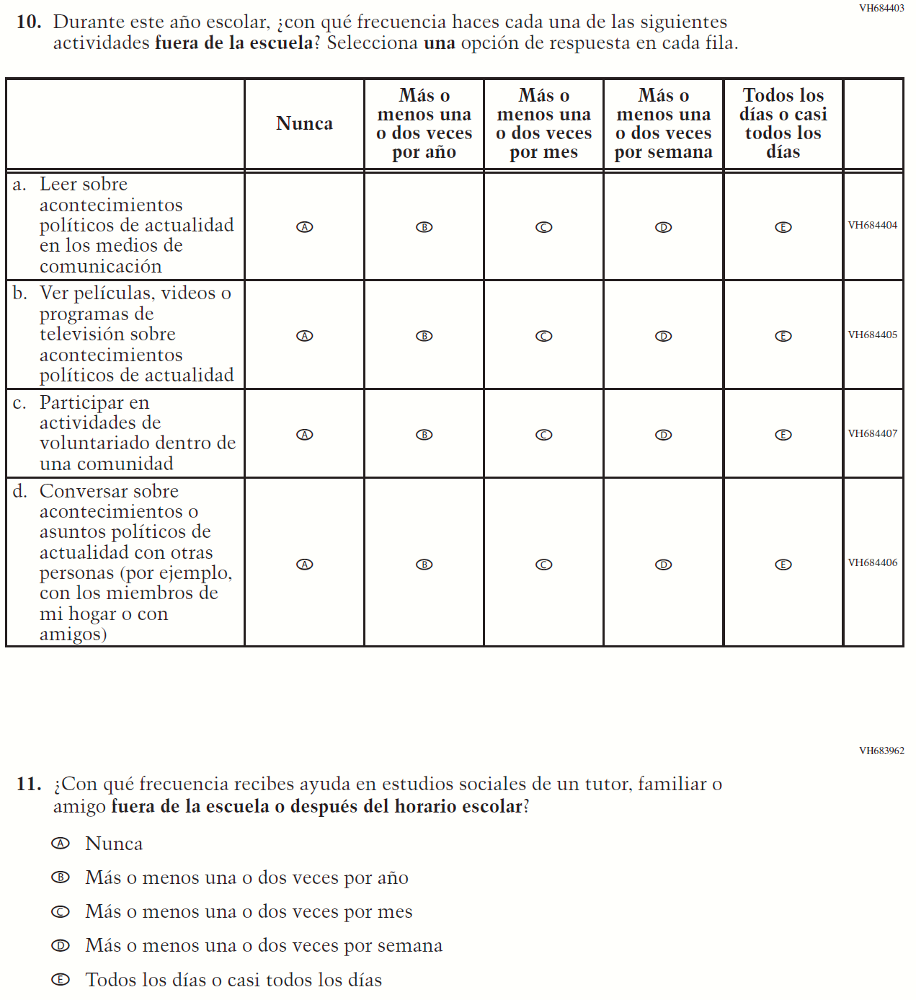 VH684403
10. Durante este año escolar, ¿con qué frecuencia haces cada una de las siguientes
actividades fuera de la escuela? Selecciona una opción de respuesta en cada fila.
Nunca
Más o
menos una
o dos veces
por año
Más o
menos una
o dos veces
por mes
Más o
menos una
o dos veces
por semana
Todos los
días o casi
todos los
días
a. Leer sobre
acontecimientos
políticos de actualidad
en los medios de
comunicación
A B C D E VH684404
b. Ver películas, videos o
programas de
televisión sobre
acontecimientos
políticos de actualidad
A B C D E VH684405
c. Participar en
actividades de
voluntariado dentro de
una comunidad
A B C D E VH684407
d. Conversar sobre
acontecimientos o
asuntos políticos de
actualidad con otras
personas (por ejemplo,
con los miembros de
mi hogar o con
amigos)
A B C D E VH684406
VH683962
11. ¿Con qué frecuencia recibes ayuda en estudios sociales de un tutor, familiar o
amigo fuera de la escuela o después del horario escolar?
A Nunca
B Más o menos una o dos veces por año
C Más o menos una o dos veces por mes
D Más o menos una o dos veces por semana
E Todos los días o casi todos los días